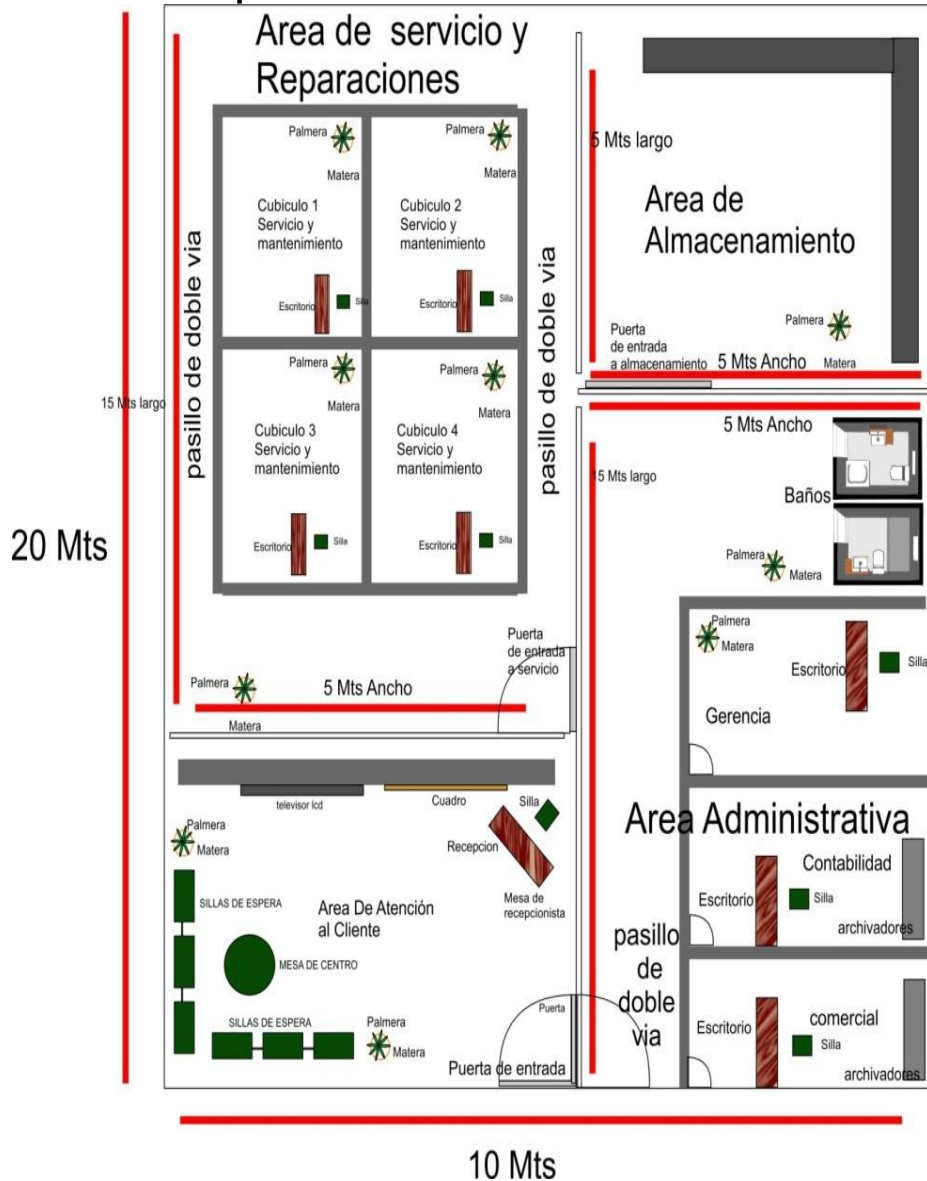 Area de servicio y
Reparaciones
Palmera
Matera
Cubiculo 1
Servicio y
mantenimiento
Escritorio
Silla
Palmera
Matera
Cubiculo 2
Servicio y
mantenimiento
Escritorio
Silla
Palmera
Matera
Cubiculo 3
Servicio y
mantenimiento
Escritorio
Silla
Palmera
Matera
Cubiculo 4
Servicio y
mantenimiento
Escritorio
Silla
pasillo de doble via
pasillo de doble via
15 Mts largo
20 Mts
Palmera
Matera
5 Mts Ancho
Puerta
de entrada
a servicio
5 Mts largo
Area de
Almacenamiento
Palmera
Matera
Puerta
de entrada
a almacenamiento
5 Mts Ancho
5 Mts Ancho
15 Mts largo
Baños
Palmera
Matera
Palmera
Matera
Escritorio
Silla
Gerencia
Area Administrativa
Contabilidad
Escritorio
Silla
archivadores
pasillo
de
doble
via
comercial
Escritorio
Silla
archivadores
televisor lcd
Cuadro
Silla
Recepcion
Mesa de
recepcionista
Palmera
Matera
SILLAS DE ESPERA
Area De Atención
al Cliente
MESA DE CENTRO
SILLAS DE ESPERA
Palmera
Matera
Puerta
Puerta de entrada
10 Mts